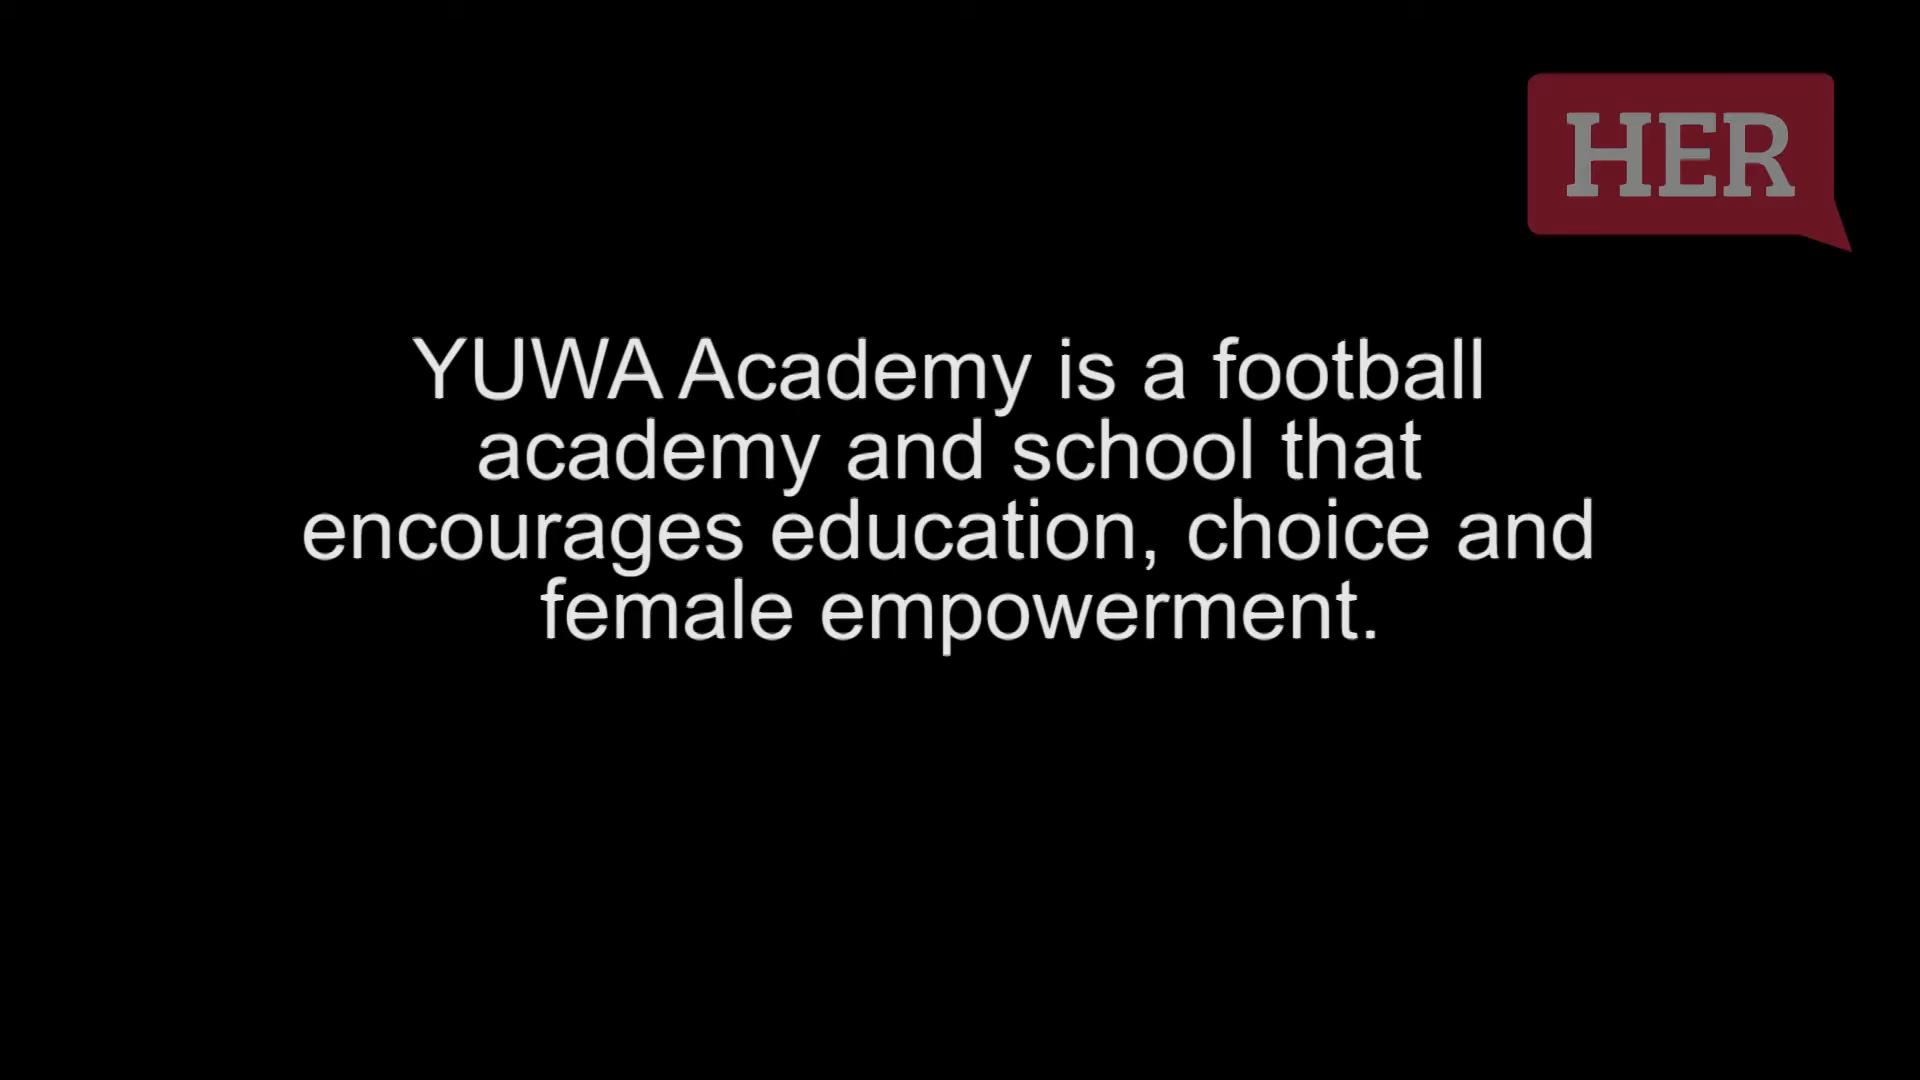 HER
YUWA Academy is a football
academy and school that
encourages education, choice and
female empowerment.